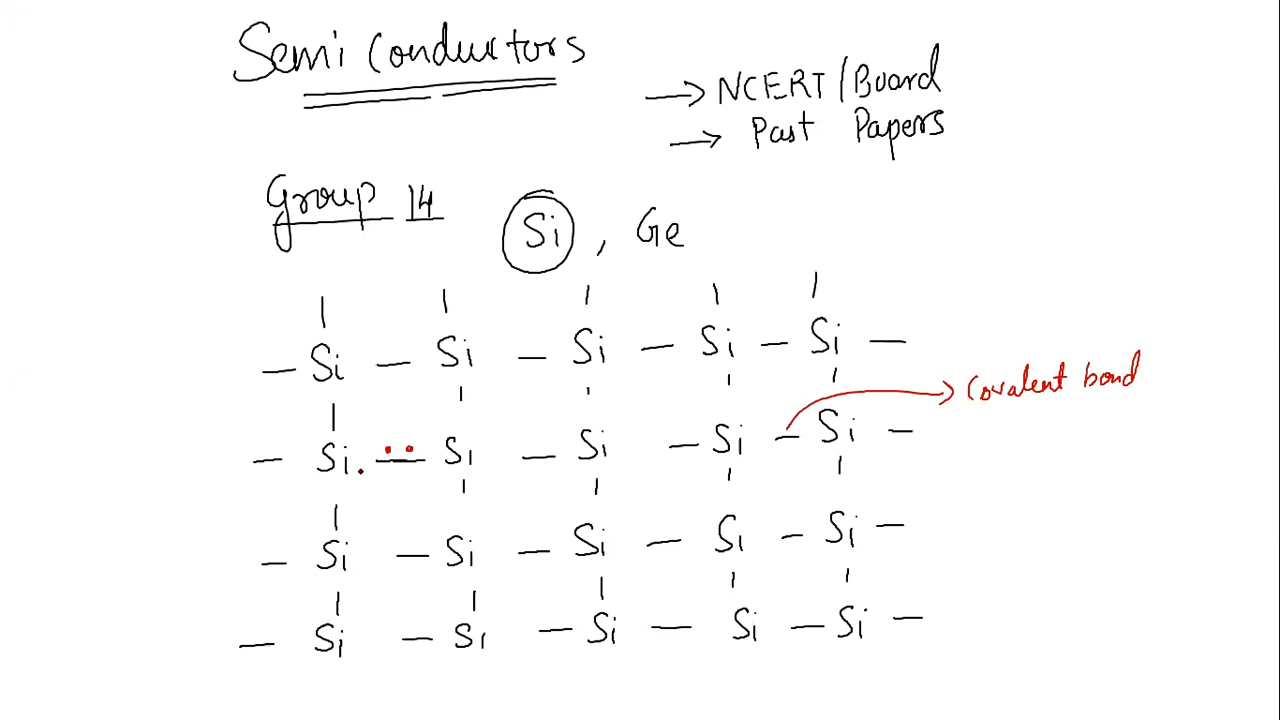 Semi Conductors
→ NCERT/Board
→ Past Papers
Group 14
Si, Ge
- Si - Si - Si - Si - Si -
Covalent bond
- Si. - Si - Si - Si - Si -
- Si - Si - Si - Si - Si -
- Si - Si - Si - Si - Si -